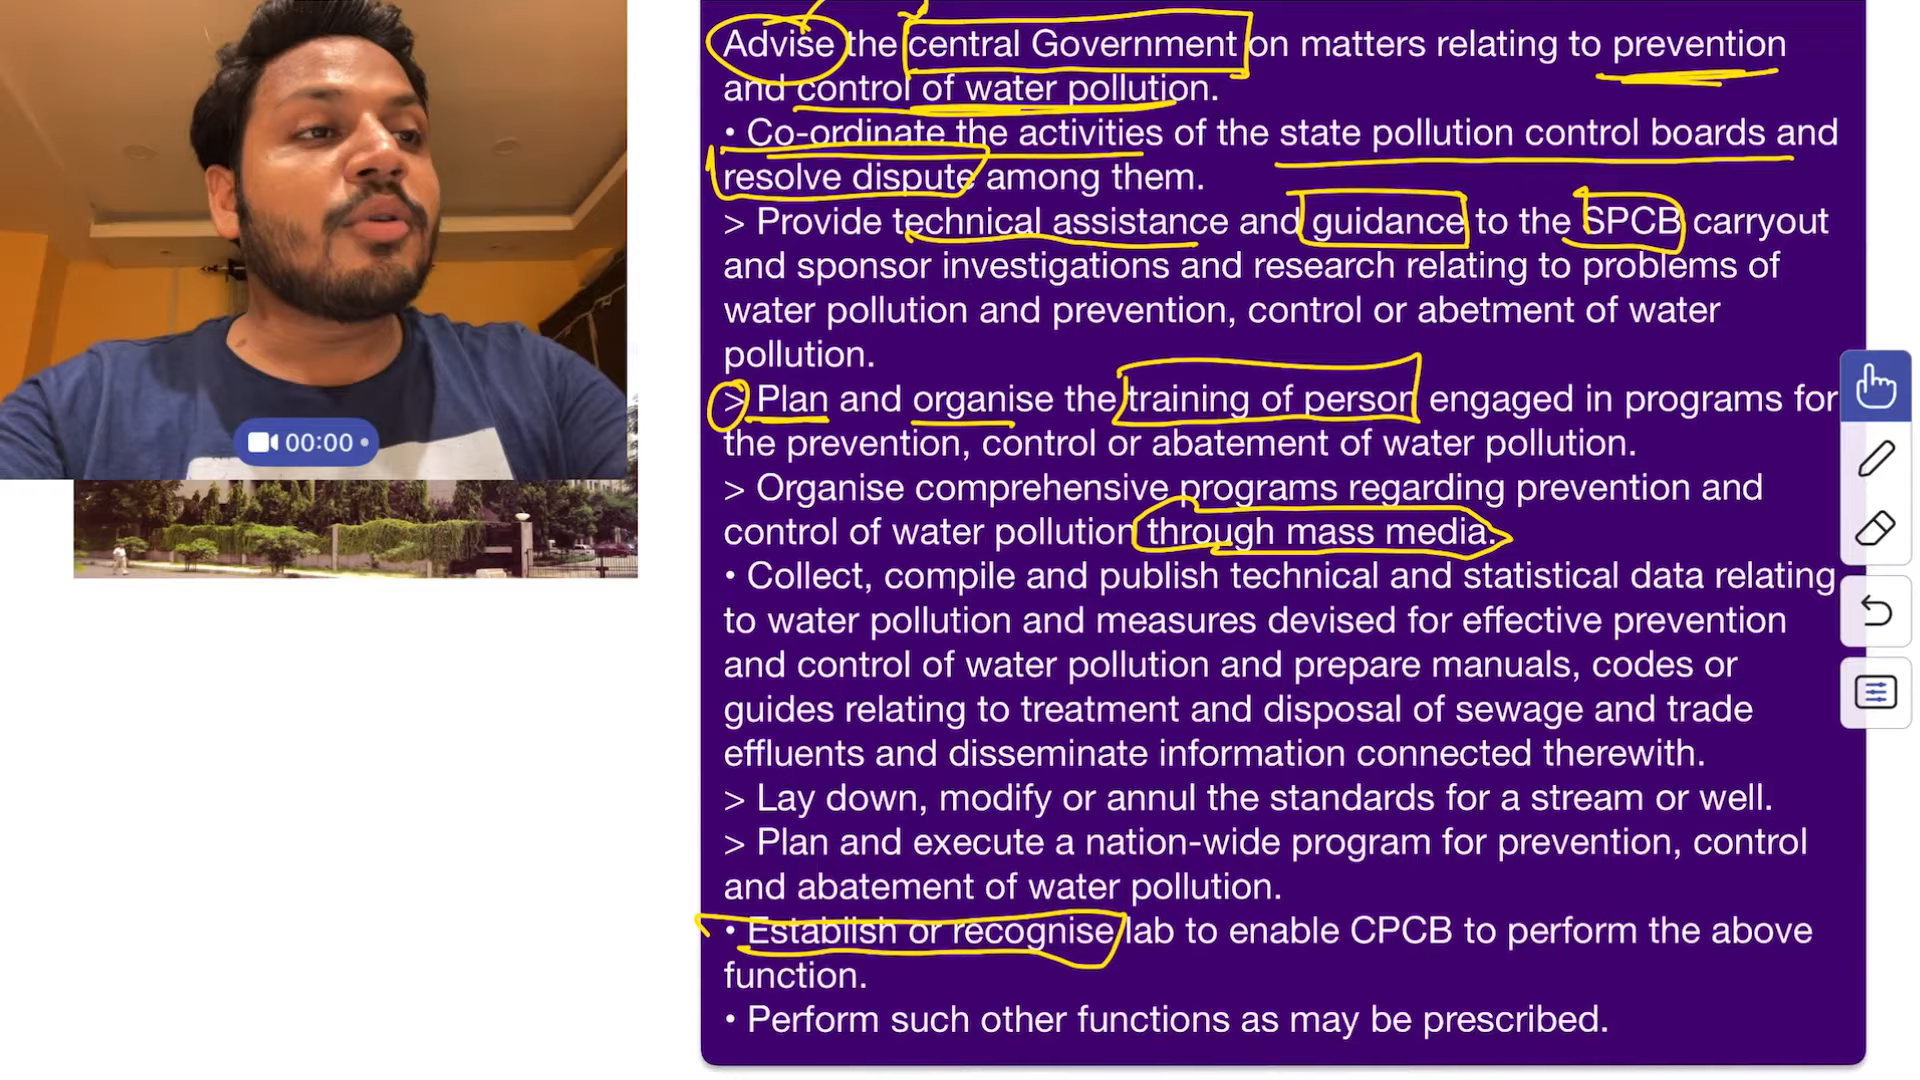 Advise the central Government on matters relating to prevention
and control of water pollution.
• Co-ordinate the activities of the state pollution control boards and
resolve dispute among them.
> Provide technical assistance and guidance to the SPCB carryout
and sponsor investigations and research relating to problems of
water pollution and prevention, control or abetment of water
pollution.
> Plan and organise the training of person engaged in programs for
the prevention, control or abatement of water pollution.
> Organise comprehensive programs regarding prevention and
control of water pollution through mass media.
• Collect, compile and publish technical and statistical data relating
to water pollution and measures devised for effective prevention
and control of water pollution and prepare manuals, codes or
guides relating to treatment and disposal of sewage and trade
effluents and disseminate information connected therewith.
> Lay down, modify or annul the standards for a stream or well.
> Plan and execute a nation-wide program for prevention, control
and abatement of water pollution.
• Establish or recognise lab to enable CPCB to perform the above
function.
• Perform such other functions as may be prescribed.
00:00